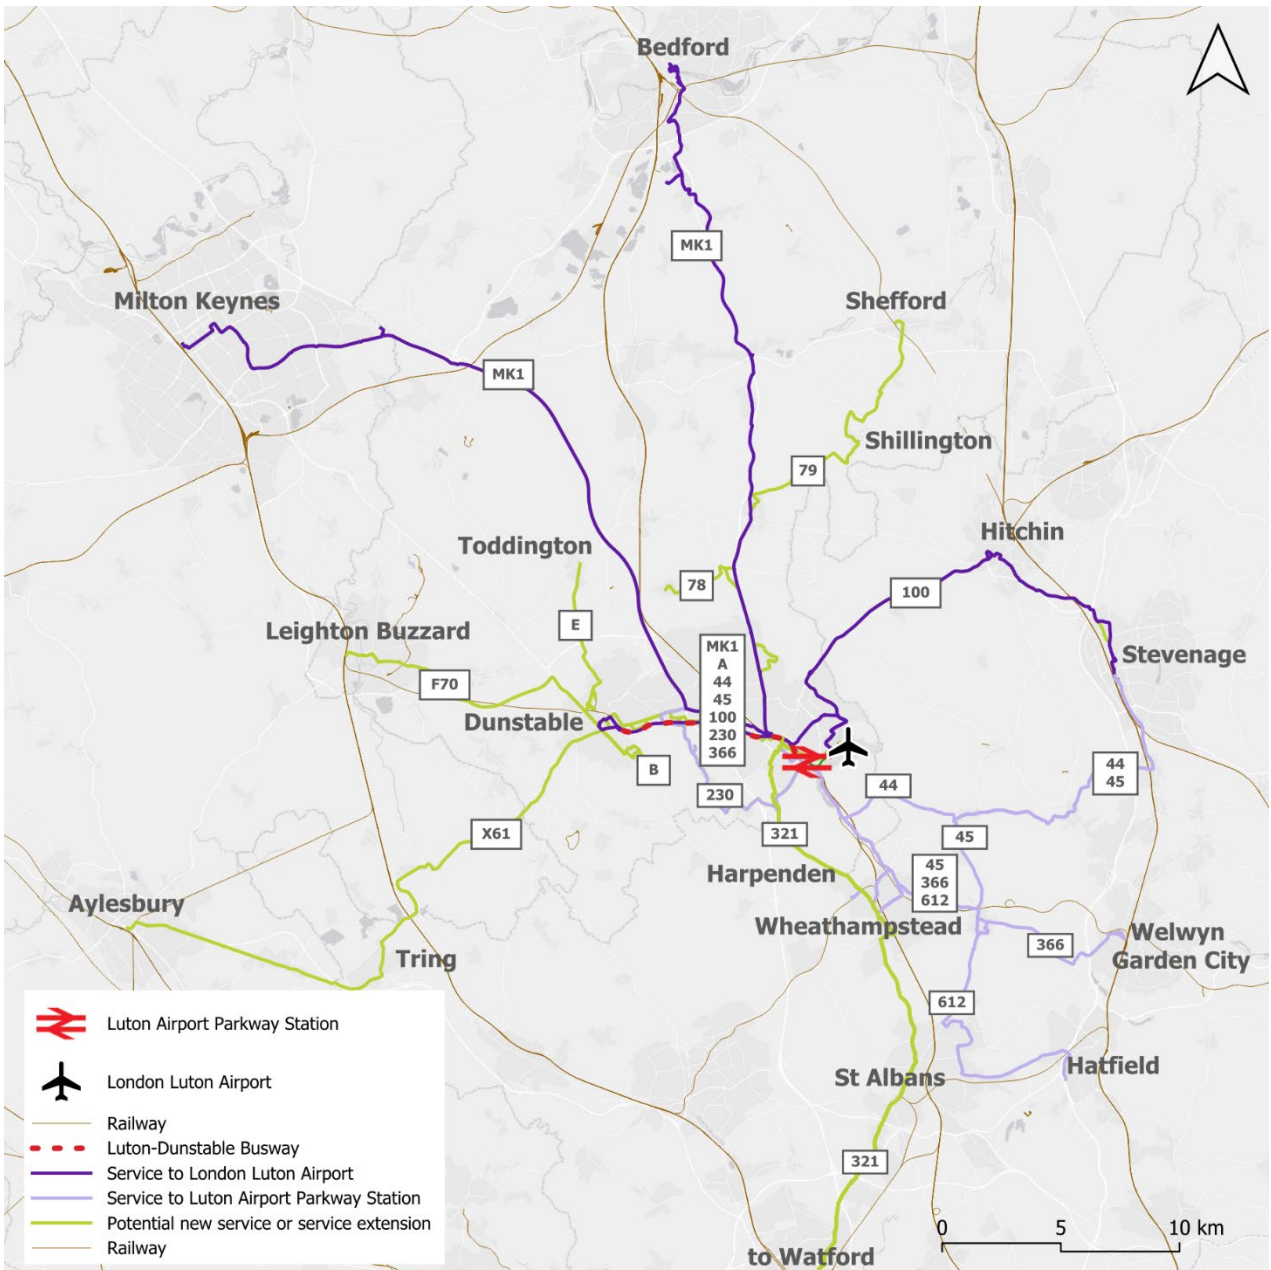 Bedford
MK1
Milton Keynes
Shefford
MK1
Shillington
79
Hitchin
Toddington
78
100
E
Leighton Buzzard
MK1
A
44
45
100
230
366
Stevenage
F70
Dunstable
B
44
230
44
45
X61
321
45
Harpenden
45
366
612
Aylesbury
Wheathampstead
Tring
366
Welwyn
Garden City
612
St Albans
Hatfield
321
to Watford
Luton Airport Parkway Station
London Luton Airport
Railway
Luton-Dunstable Busway
Service to London Luton Airport
Service to Luton Airport Parkway Station
Potential new service or service extension
Railway
0 5 10 km